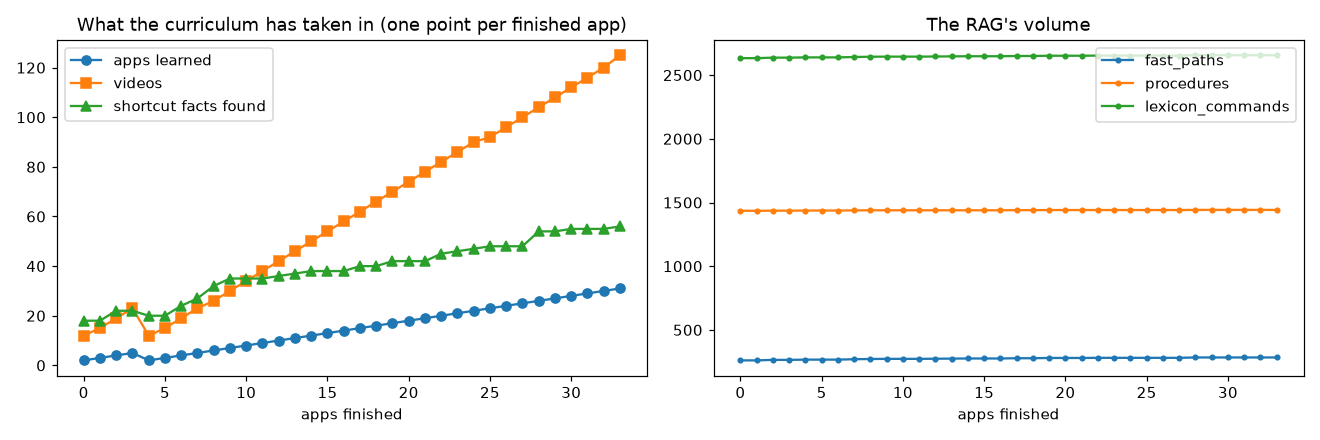 What the curriculum has taken in (one point per finished app)
apps learned
videos
shortcut facts found
120
100
80
60
40
20
0
0 5 10 15 20 25 30
apps finished
The RAG's volume
fast_paths
procedures
lexicon_commands
2500
2000
1500
1000
500
0 5 10 15 20 25 30
apps finished